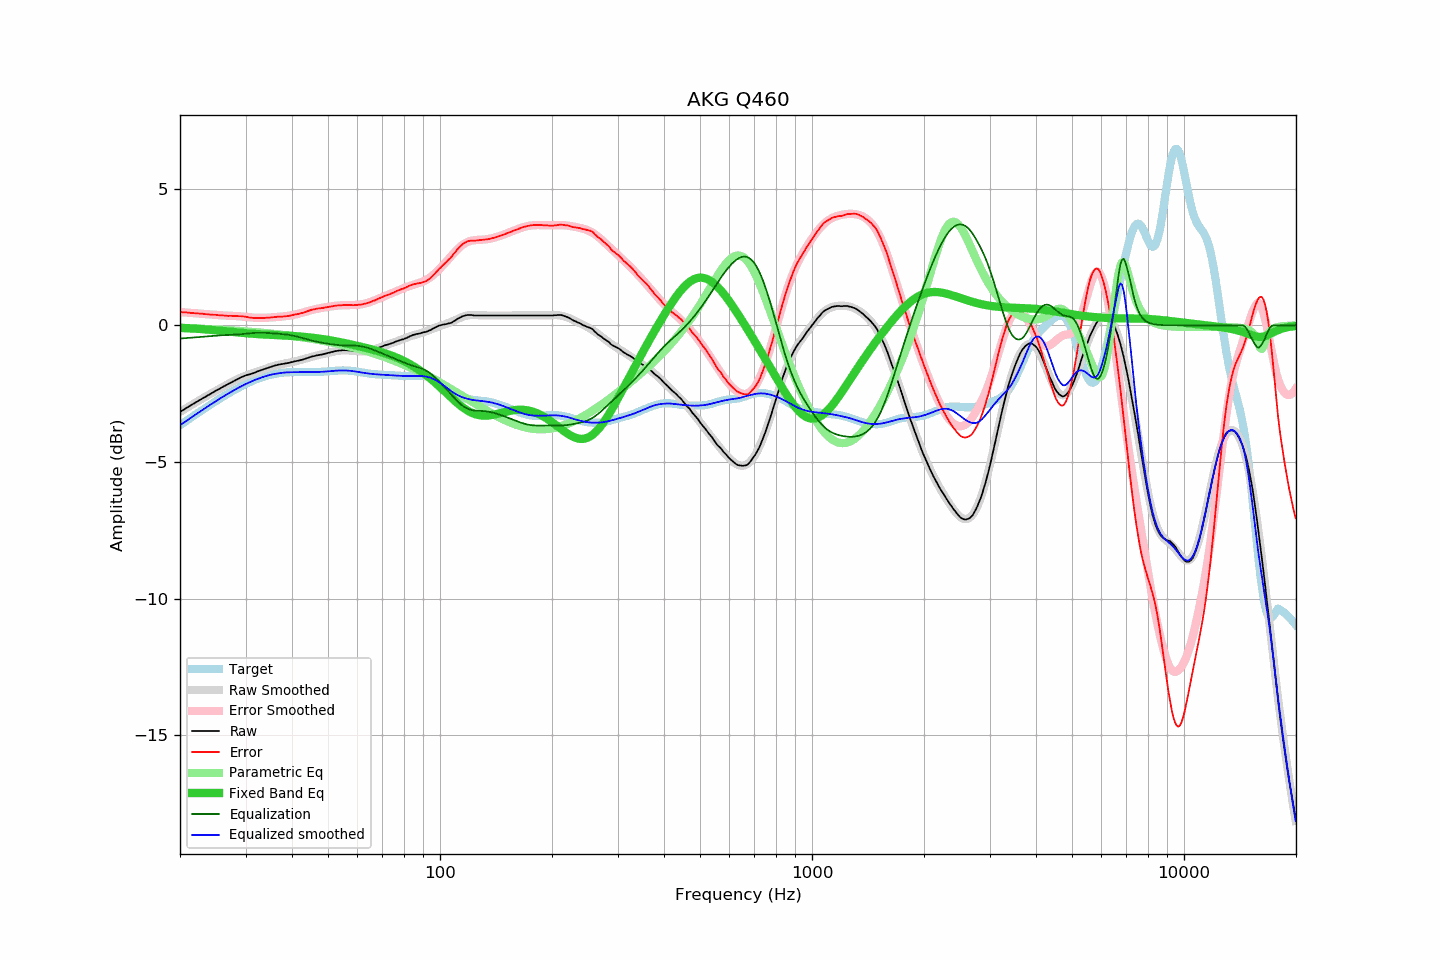 AKG Q460
Amplitude (dBr)
5
0
−5
−10
−15
Target
Raw Smoothed
Error Smoothed
Raw
Error
Parametric Eq
Fixed Band Eq
Equalization
Equalized smoothed
100
1000
10000
Frequency (Hz)